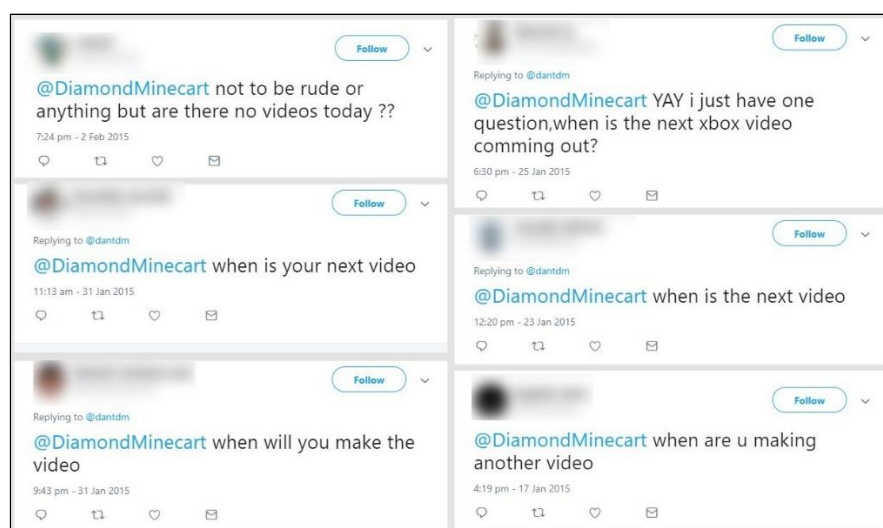 Follow
@DiamondMinecart not to be rude or
anything but are there no videos today ??
7:24 pm - 2 Feb 2015
Follow
Replying to @dantdm
@DiamondMinecart when is your next video
11:13 am - 31 Jan 2015
Follow
Replying to @dantdm
@DiamondMinecart when will you make the
video
9:43 pm - 31 Jan 2015
Follow
Replying to @dantdm
@DiamondMinecart YAY i just have one
question,when is the next xbox video
comming out?
6:30 pm - 25 Jan 2015
Follow
Replying to @dantdm
@DiamondMinecart when is the next video
12:20 pm - 23 Jan 2015
Follow
@DiamondMinecart when are u making
another video
4:19 pm - 17 Jan 2015